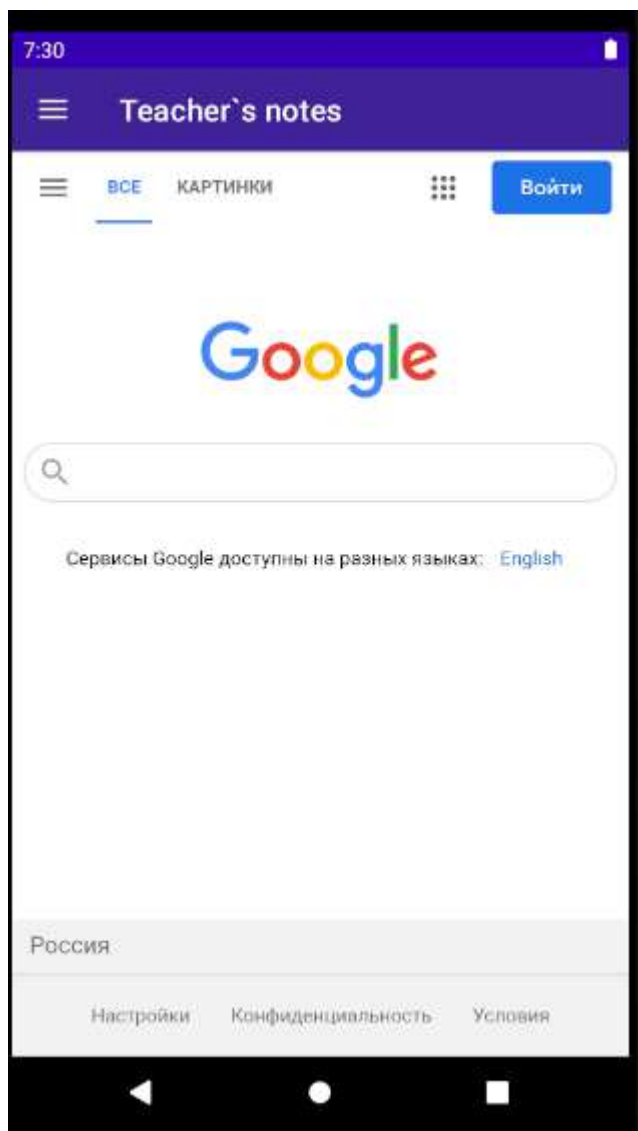 7:30
Teacher`s notes
ВСЕ КАРТИНКИ Войти
Google
Сервисы Google доступны на разных языках: English
Россия
Настройки Конфиденциальность Условия